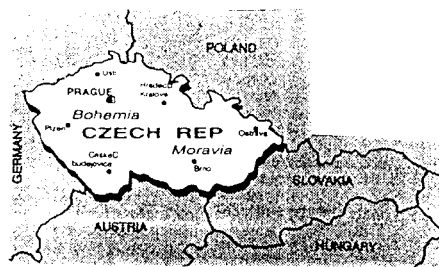 POLAND
Usti
PRAGUE
Hradec
Kralove
Bohemia
GERMANY
Plzen
CZECH REP
Ostrava
Ceske
budejovice
Moravia
Brno
SLOVAKIA
AUSTRIA
HUNGARY